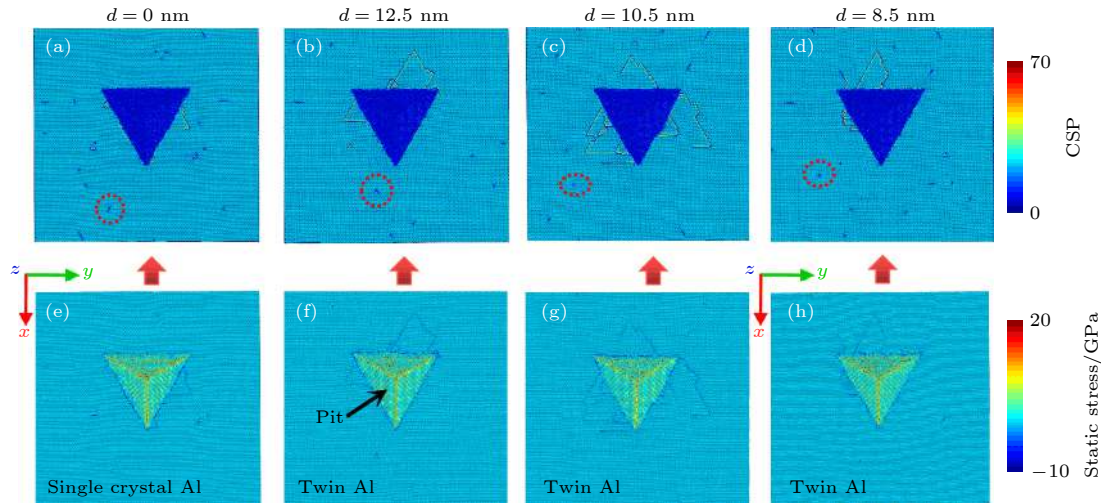 d = 0 nm
d = 12.5 nm
d = 10.5 nm
d = 8.5 nm
(a)
(b)
(c)
(d)
70
CSP
0
z
y
x
z
y
x
(e)
(f)
(g)
(h)
20
Static stress/GPa
−10
Pit
Single crystal Al
Twin Al
Twin Al
Twin Al